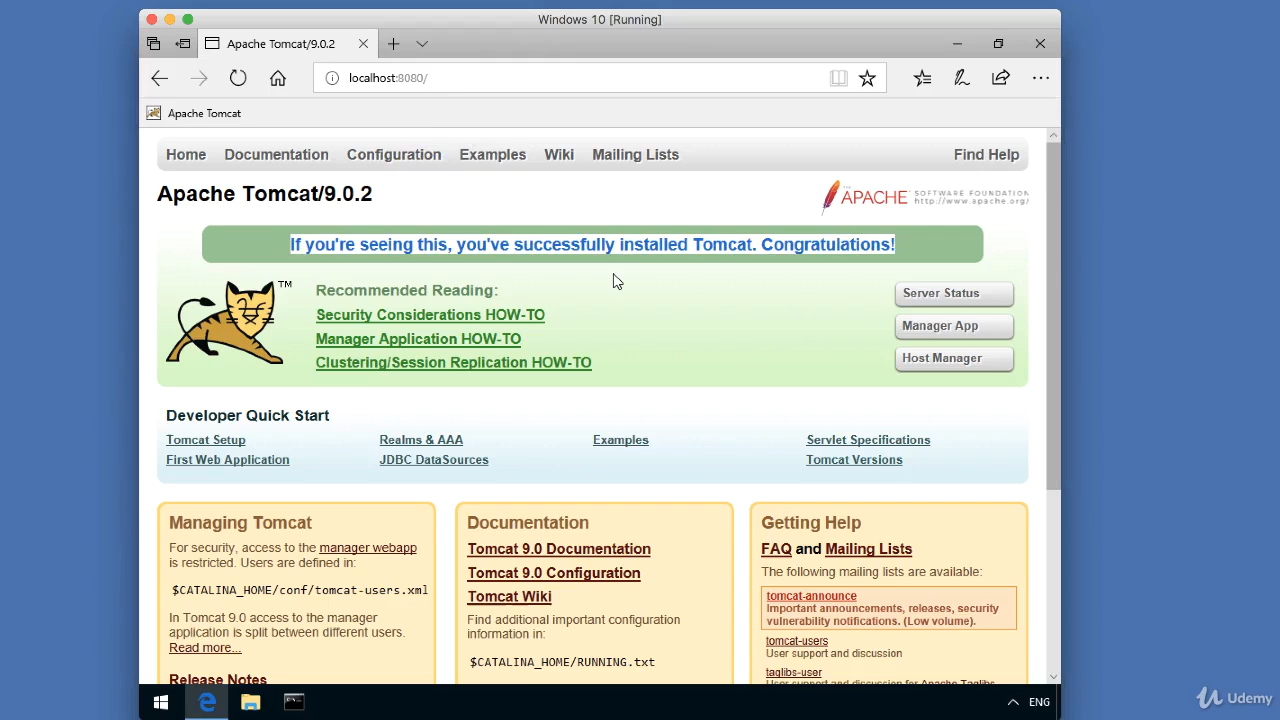 Windows 10 [Running]
Apache Tomcat/9.0.2
localhost:8080/
Apache Tomcat
Home Documentation Configuration Examples Wiki Mailing Lists Find Help
Apache Tomcat/9.0.2
THE APACHE SOFTWARE FOUNDATION
http://www.apache.org/
If you're seeing this, you've successfully installed Tomcat. Congratulations!
TM
Recommended Reading:
Security Considerations HOW-TO
Manager Application HOW-TO
Clustering/Session Replication HOW-TO
Server Status
Manager App
Host Manager
Developer Quick Start
Tomcat Setup
First Web Application
Realms & AAA
JDBC DataSources
Examples
Servlet Specifications
Tomcat Versions
Managing Tomcat
For security, access to the manager webapp
is restricted. Users are defined in:
$CATALINA_HOME/conf/tomcat-users.xml
In Tomcat 9.0 access to the manager
application is split between different users.
Read more...
Release Notes
Documentation
Tomcat 9.0 Documentation
Tomcat 9.0 Configuration
Tomcat Wiki
Find additional important configuration
information in:
$CATALINA_HOME/RUNNING.txt
Getting Help
FAQ and Mailing Lists
The following mailing lists are available:
tomcat-announce
Important announcements, releases, security
vulnerability notifications. (Low volume).
tomcat-users
User support and discussion
taglibs-user
User support and discussion for Apache Taglibs
ENG
Udemy